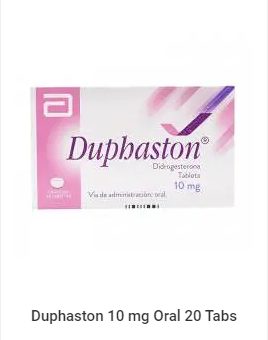 Duphaston®
Didrogesterona
Tableta
10 mg
Vía de administración: oral
Duphaston 10 mg Oral 20 Tabs